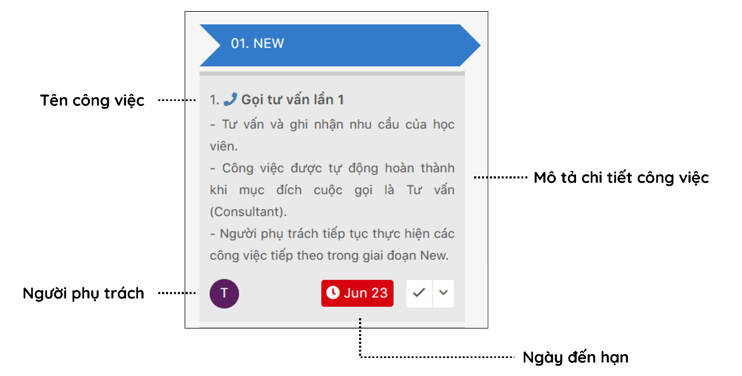 01. NEW
Tên công việc
1. Gọi tư vấn lần 1
- Tư vấn và ghi nhận nhu cầu của học
viên.
- Công việc được tự động hoàn thành
khi mục đích cuộc gọi là Tư vấn
(Consultant).
- Người phụ trách tiếp tục thực hiện các
công việc tiếp theo trong giai đoạn New.
Mô tả chi tiết công việc
Người phụ trách
T
Jun 23
Ngày đến hạn